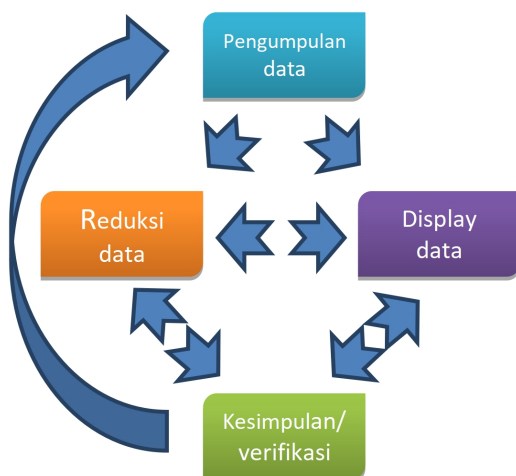 Pengumpulan
data
Reduksi
data
Display
data
Kesimpulan/
verifikasi